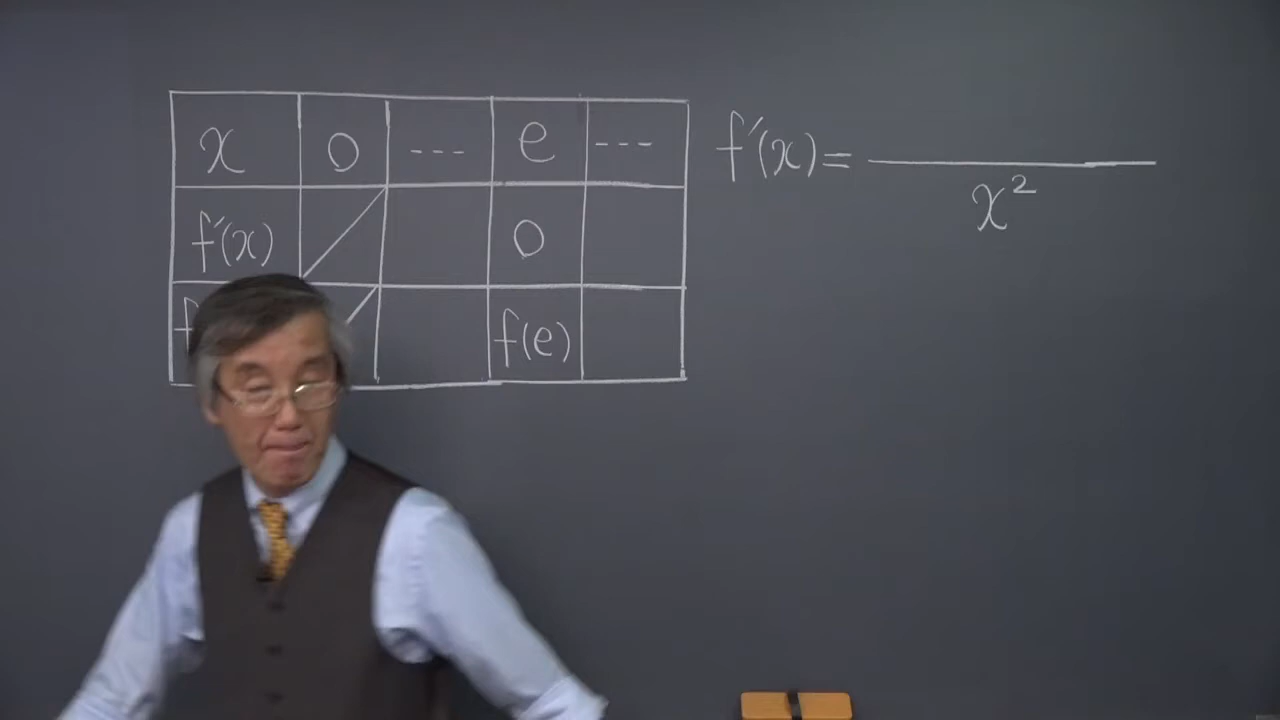 x 0 --- e ---
f′(x) 0
f(e)
f′(x)= ―――
x²